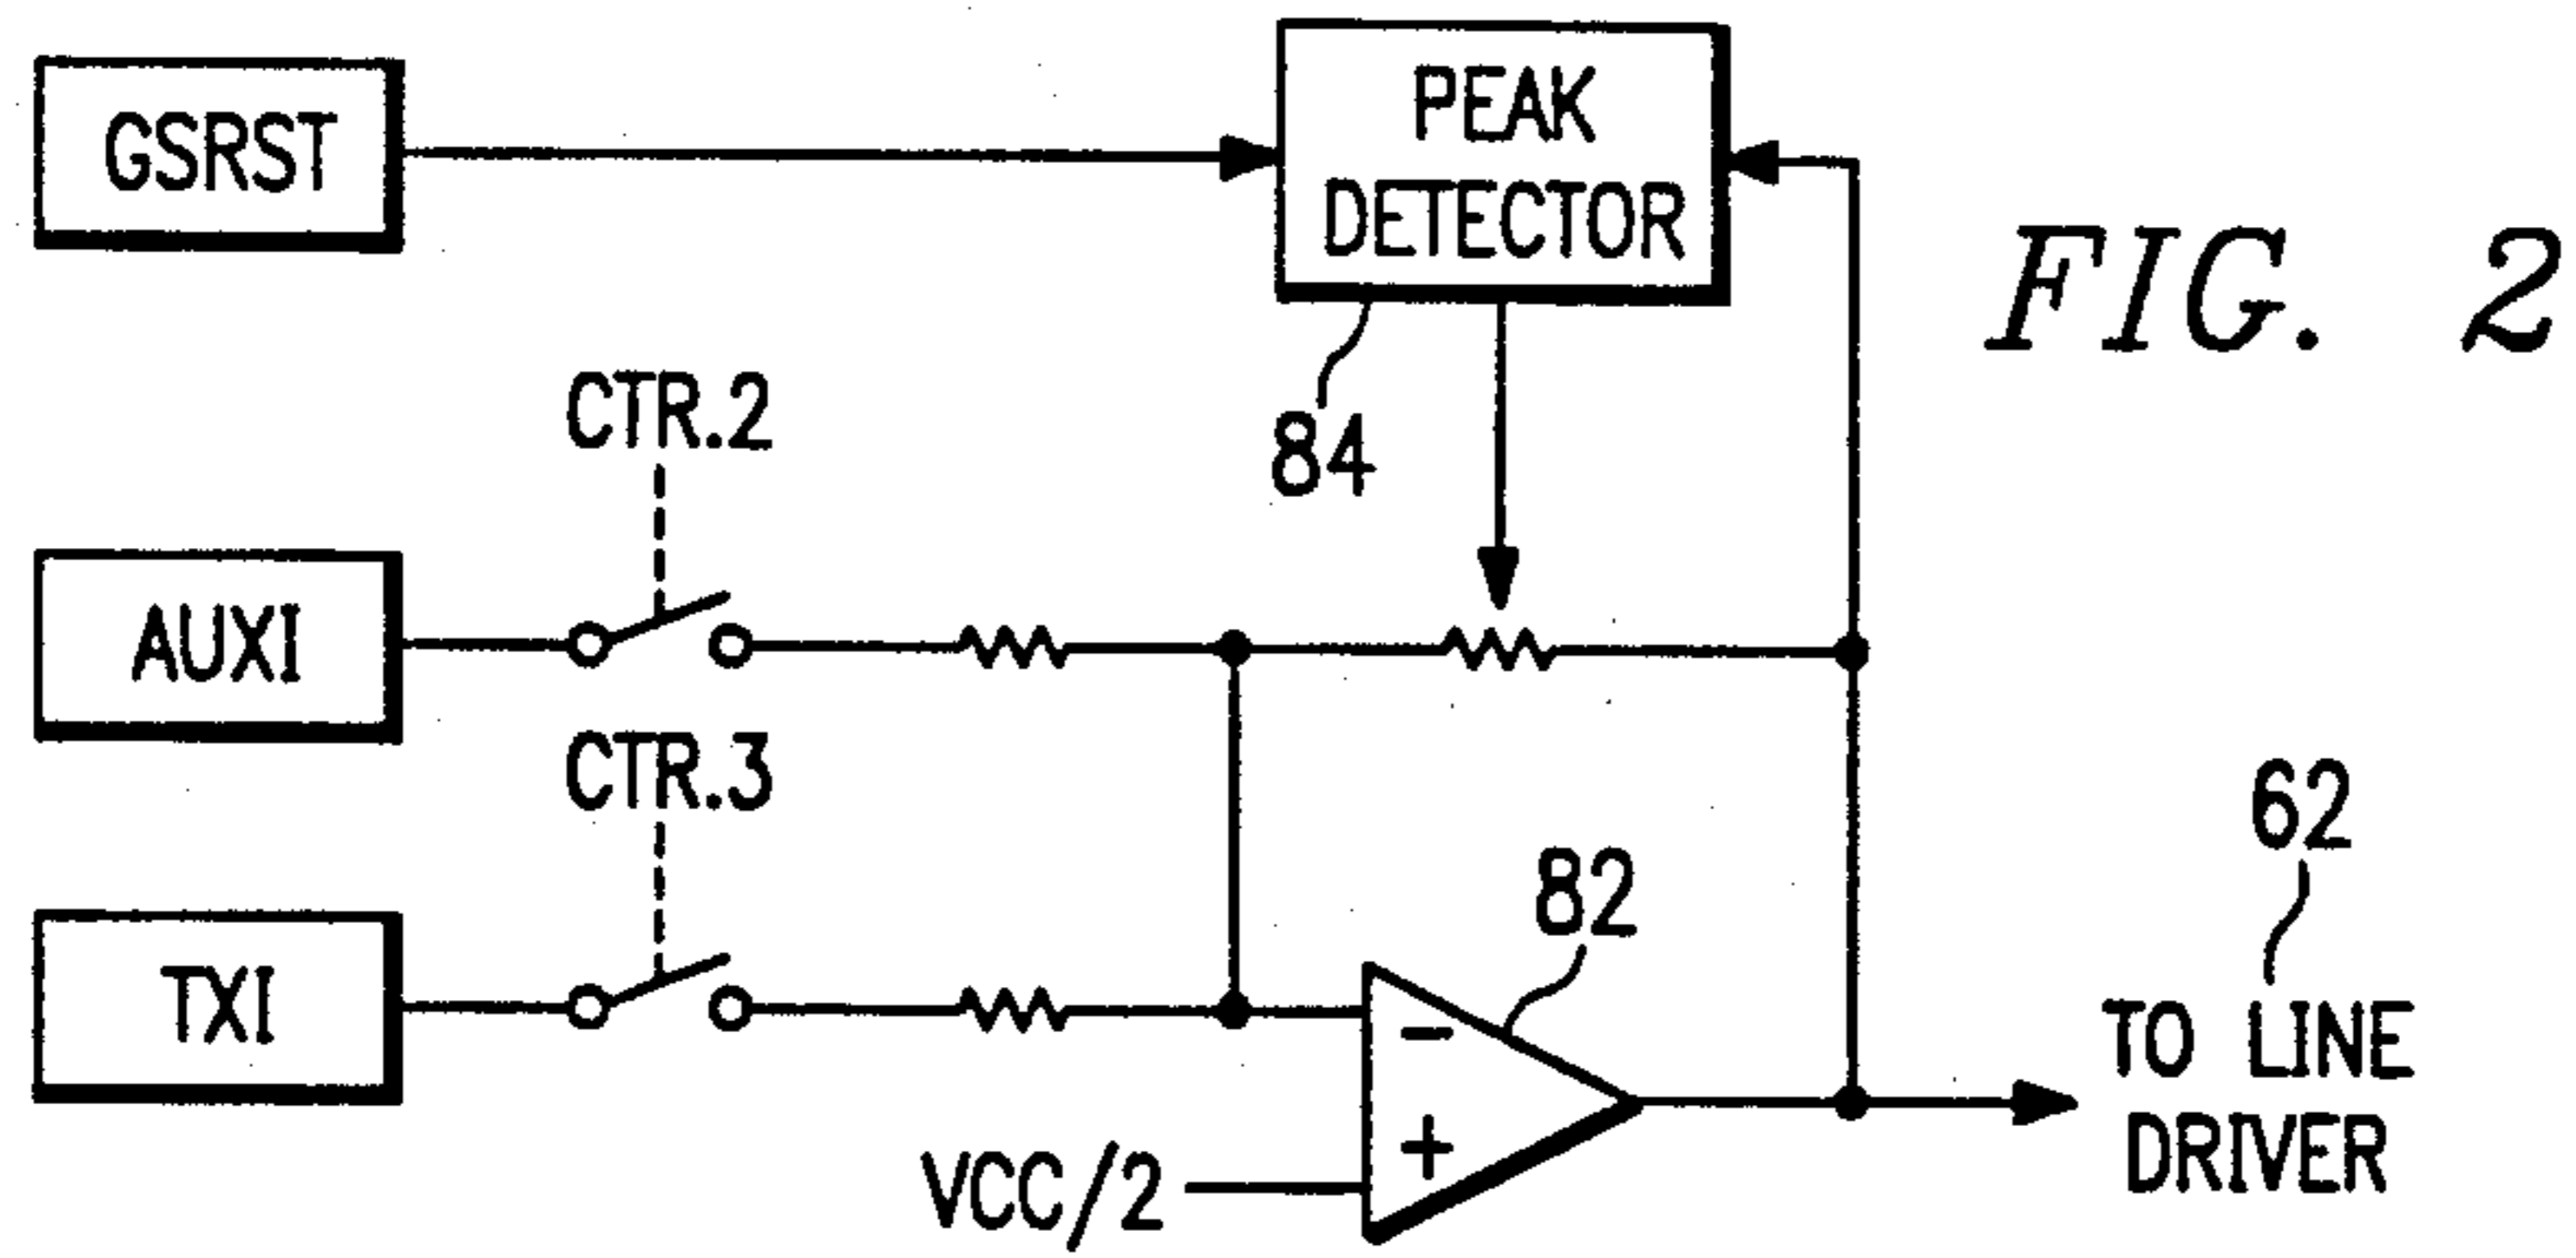 GSRST
PEAK
DETECTOR
FIG. 2
84
CTR.2
AUXI
CTR.3
TXI
82
-
+
VCC/2
62
TO LINE
DRIVER